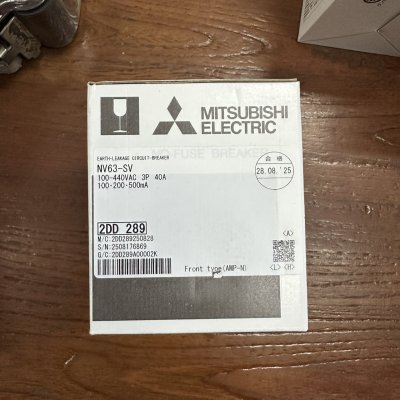 MITSUBISHI
ELECTRIC
EARTH-LEAKAGE CIRCUIT-BREAKER
NO FUSE BREAKER
NV63-SV
100-440VAC 3P 40A
100・200・500mA
合格
28.08.'25
2DD 289
M/C:2DD289250828
S/N:2508176869
G/C:2DD289A00002K
<A>
<L> <H>
Front type(AMP-N)